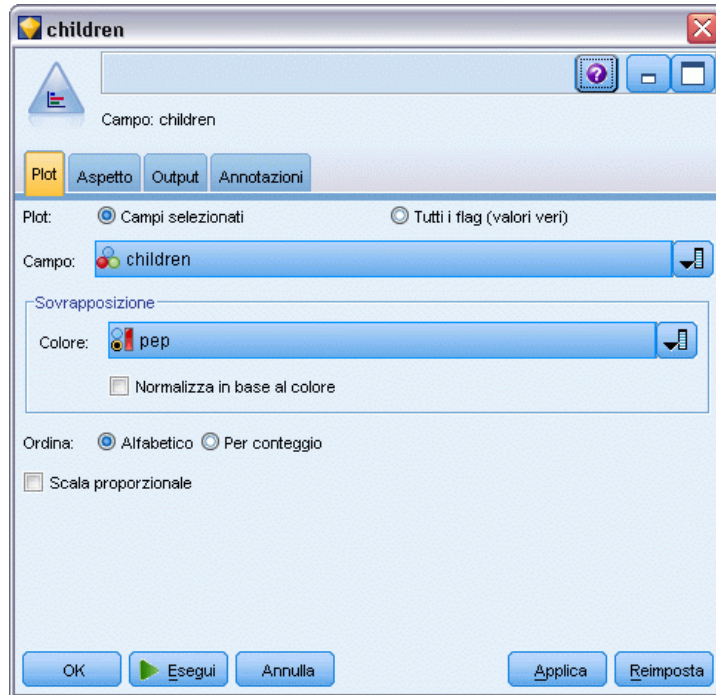 children
Campo: children
Plot Aspetto Output Annotazioni
Plot: Campi selezionati Tutti i flag (valori veri)
Campo: children
Sovrapposizione
Colore: pep
Normalizza in base al colore
Ordina: Alfabetico Per conteggio
Scala proporzionale
OK Esegui Annulla Applica Reimposta